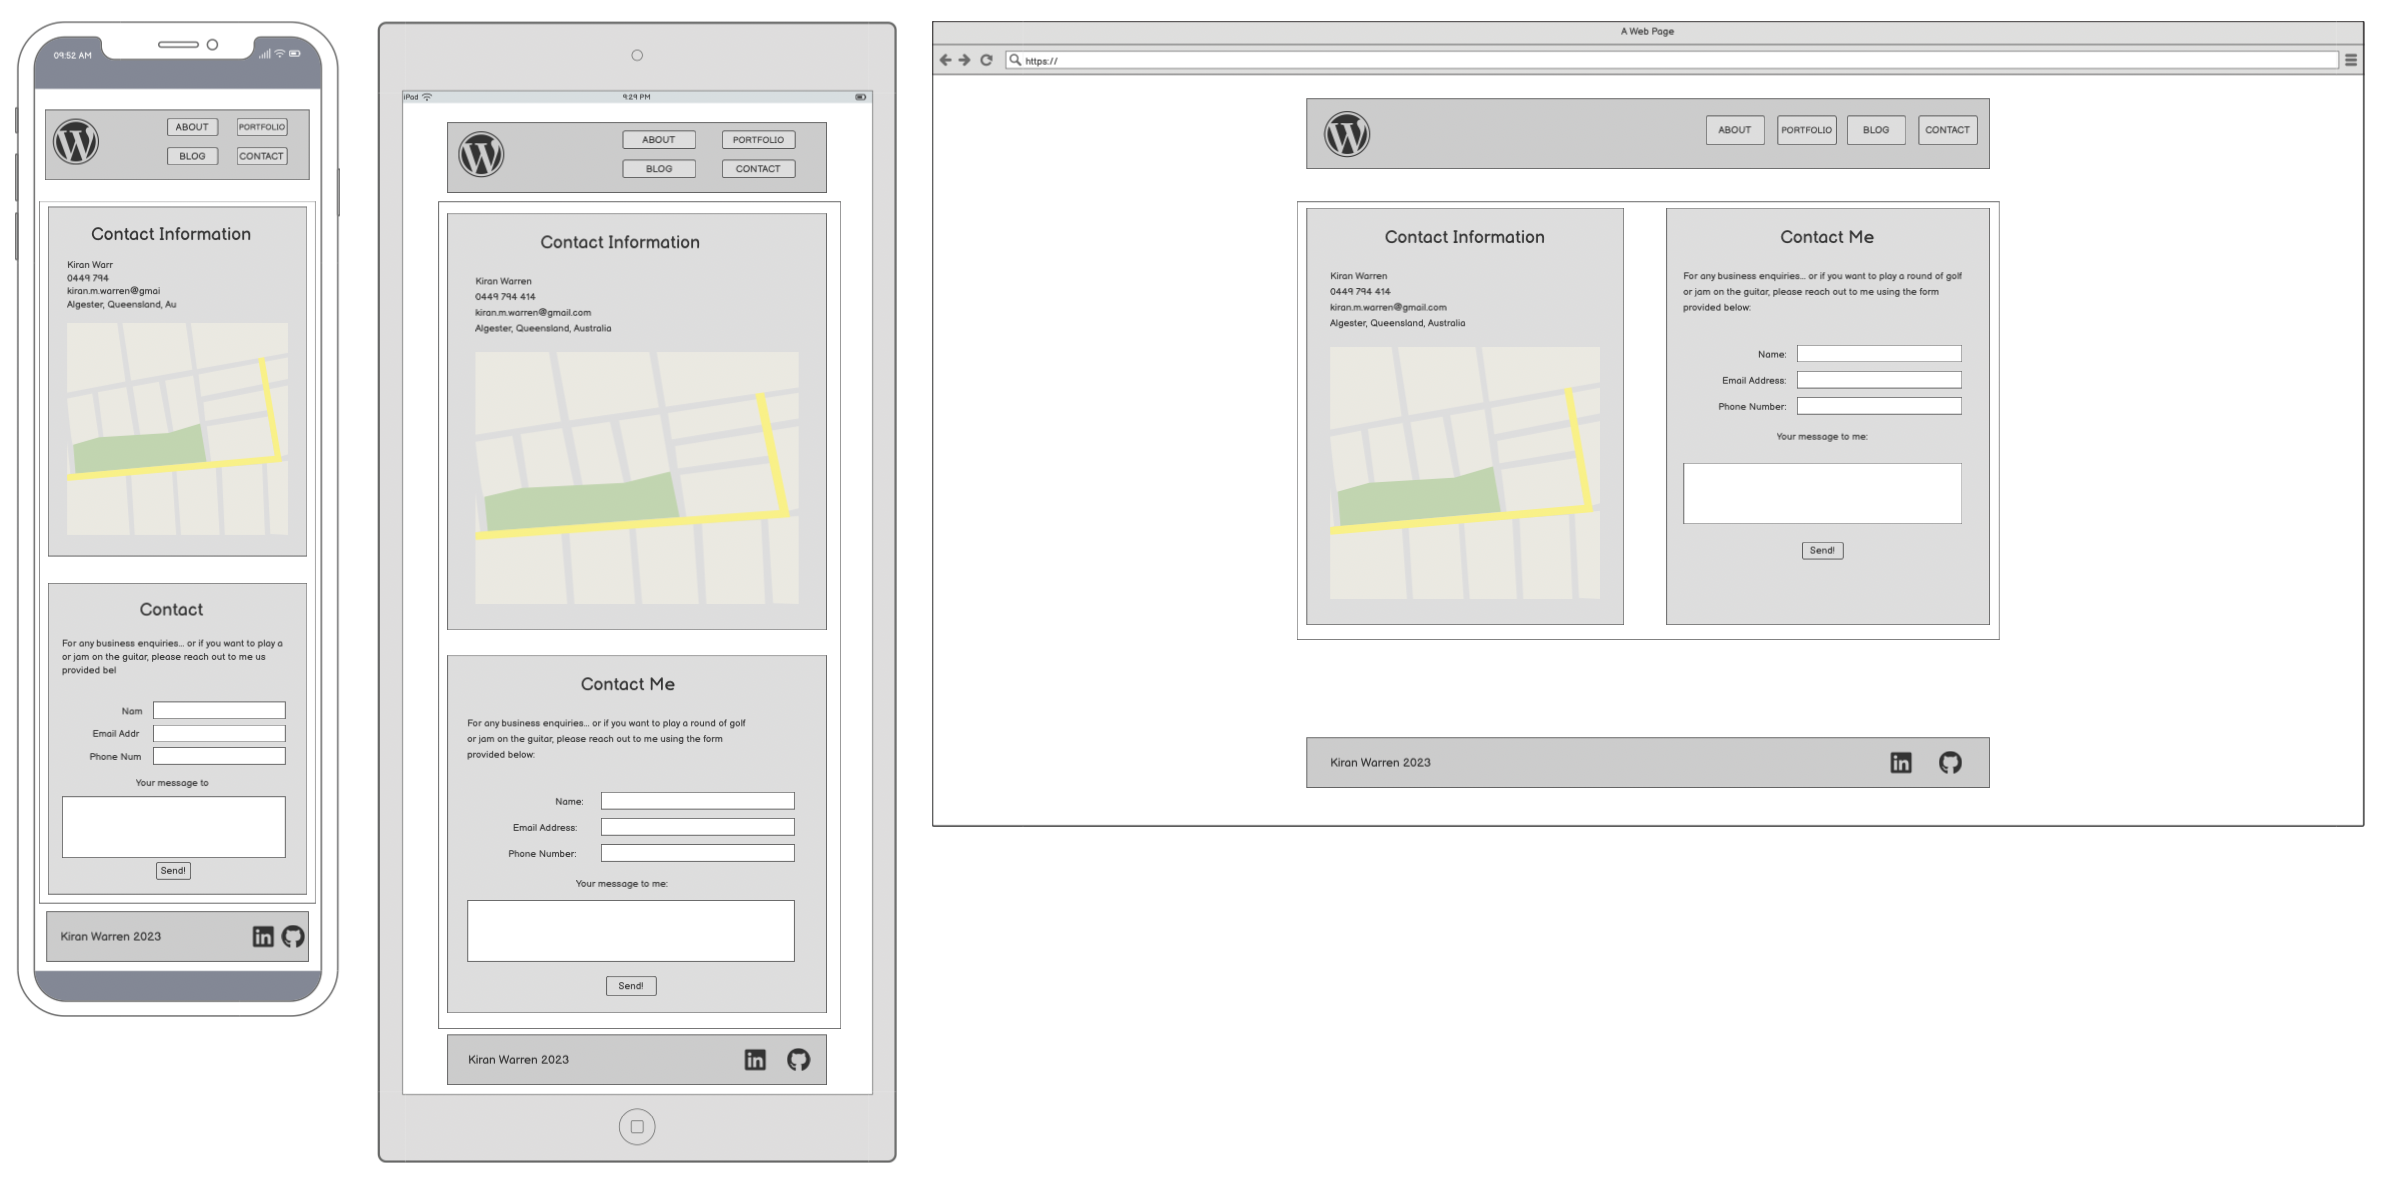 09:52 AM
ABOUT
PORTFOLIO
BLOG
CONTACT
Contact Information
Kiran Warr
0449 794
kiran.m.warren@gmai
Algester, Queensland, Au
Contact
For any business enquiries... or if you want to play a
or jam on the guitar, please reach out to me us
provided bel
Nam
Email Addr
Phone Num
Your message to
Send!
Kiran Warren 2023
in
iPad
9:29 PM
ABOUT
PORTFOLIO
BLOG
CONTACT
Contact Information
Kiran Warren
0449 794 414
kiran.m.warren@gmail.com
Algester, Queensland, Australia
Contact Me
For any business enquiries... or if you want to play a round of golf
or jam on the guitar, please reach out to me using the form
provided below:
Name:
Email Address:
Phone Number:
Your message to me:
Send!
Kiran Warren 2023
in
A Web Page
https://
ABOUT
PORTFOLIO
BLOG
CONTACT
Contact Information
Kiran Warren
0449 794 414
kiran.m.warren@gmail.com
Algester, Queensland, Australia
Contact Me
For any business enquiries... or if you want to play a round of golf
or jam on the guitar, please reach out to me using the form
provided below:
Name:
Email Address:
Phone Number:
Your message to me:
Send!
Kiran Warren 2023
in